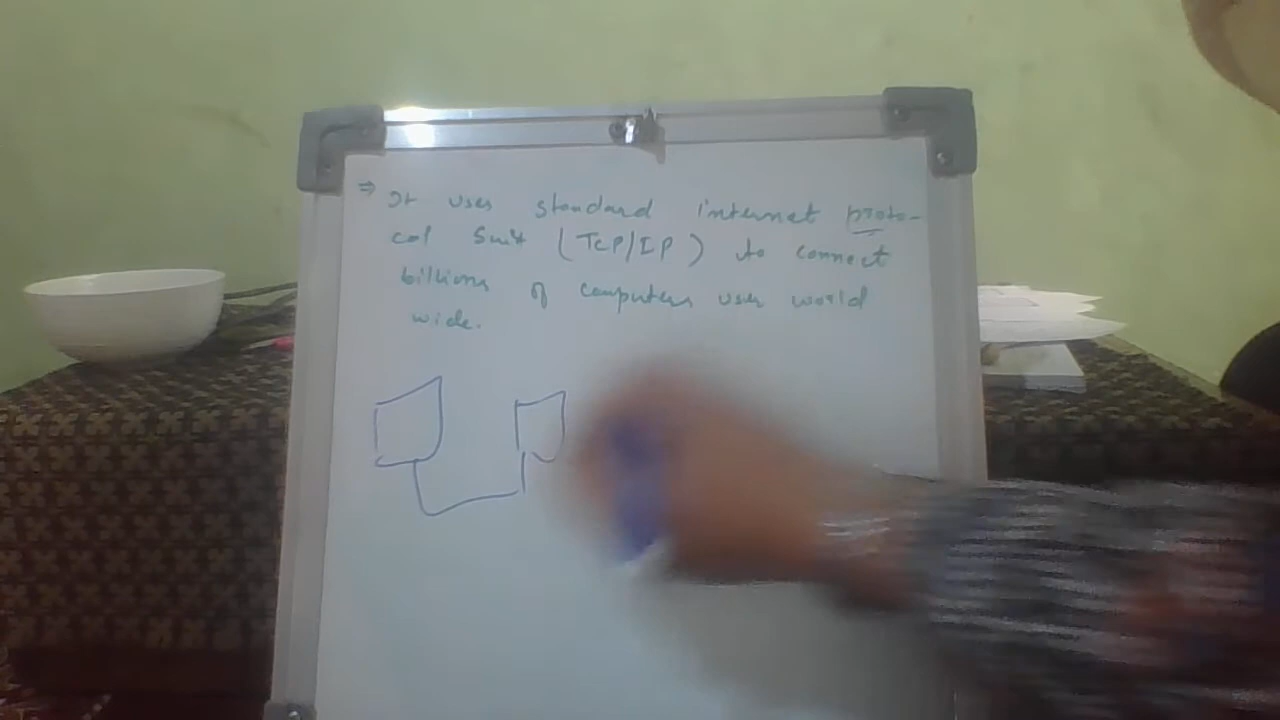 ⇒ It uses standard internet proto-
col Suit (TCP/IP) to connect
billions of computers user world
wide.